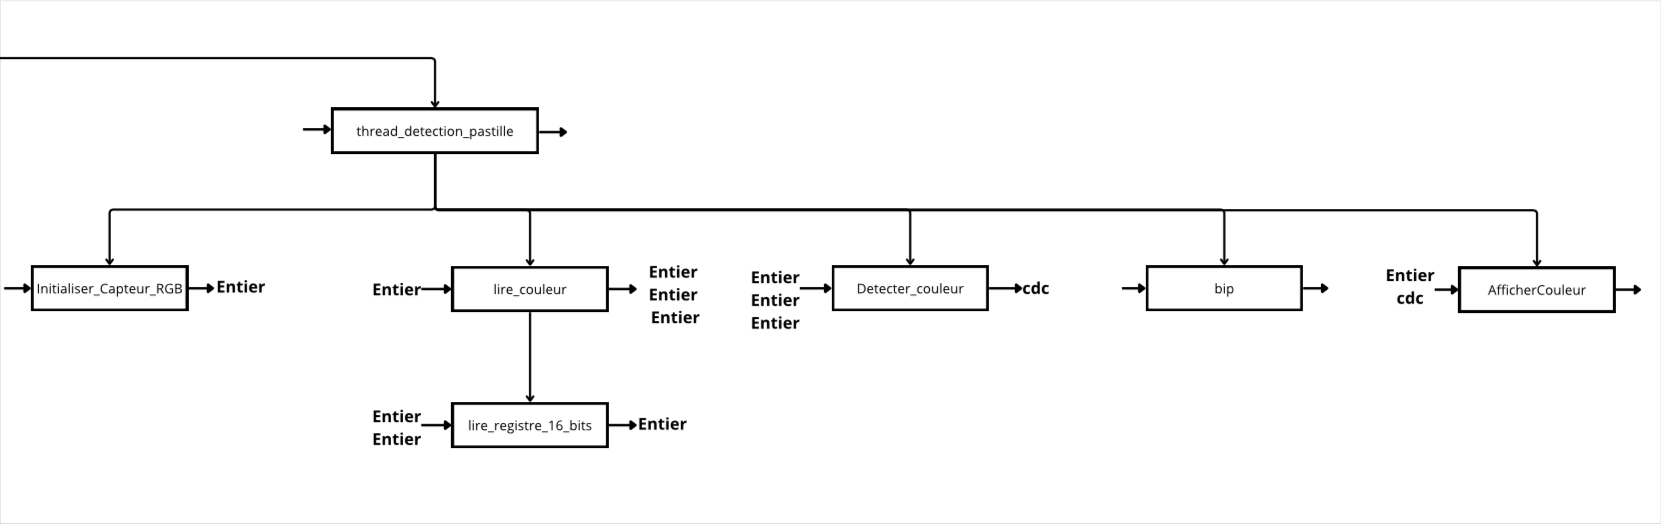 thread_detection_pastille
Initialiser_Capteur_RGB
Entier
Entier
lire_couleur
Entier
Entier
Entier
Entier
Entier
Entier
Detecter_couleur
cdc
bip
Entier
cdc
AfficherCouleur
Entier
Entier
lire_registre_16_bits
Entier